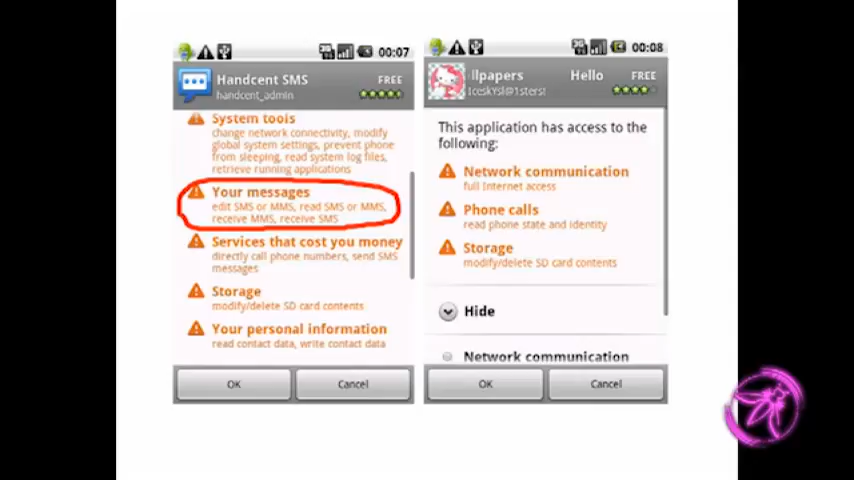 00:07
Handcent SMS
FREE
handcent_admin
System tools
change network connectivity, modify
global system settings, prevent phone
from sleeping, read system log files,
retrieve running applications
Your messages
edit SMS or MMS, read SMS or MMS,
receive MMS, receive SMS
Services that cost you money
directly call phone numbers, send SMS
messages
Storage
modify/delete SD card contents
Your personal information
read contact data, write contact data
OK
Cancel
00:08
llpapers
Hello
FREE
IceskYsl@1sters!
This application has access to the
following:
Network communication
full Internet access
Phone calls
read phone state and identity
Storage
modify/delete SD card contents
Hide
Network communication
OK
Cancel